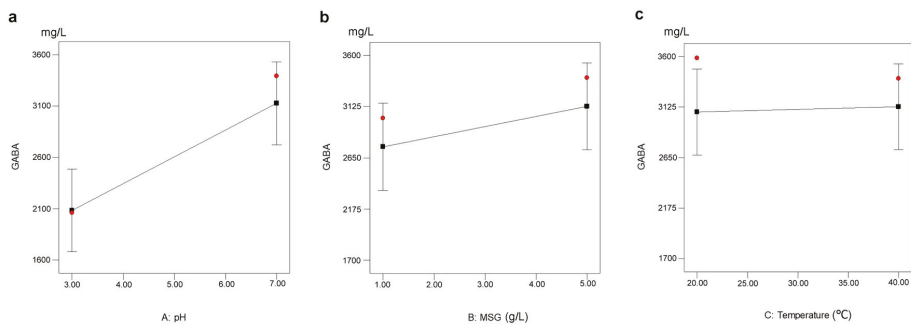 a
mg/L
3600
3100
2600
2100
1600
GABA
3.00 4.00 5.00 6.00 7.00
A: pH
b
mg/L
3600
3125
2650
2175
1700
GABA
1.00 2.00 3.00 4.00 5.00
B: MSG (g/L)
c
mg/L
3600
3125
2650
2175
1700
GABA
20.00 25.00 30.00 35.00 40.00
C: Temperature (℃)